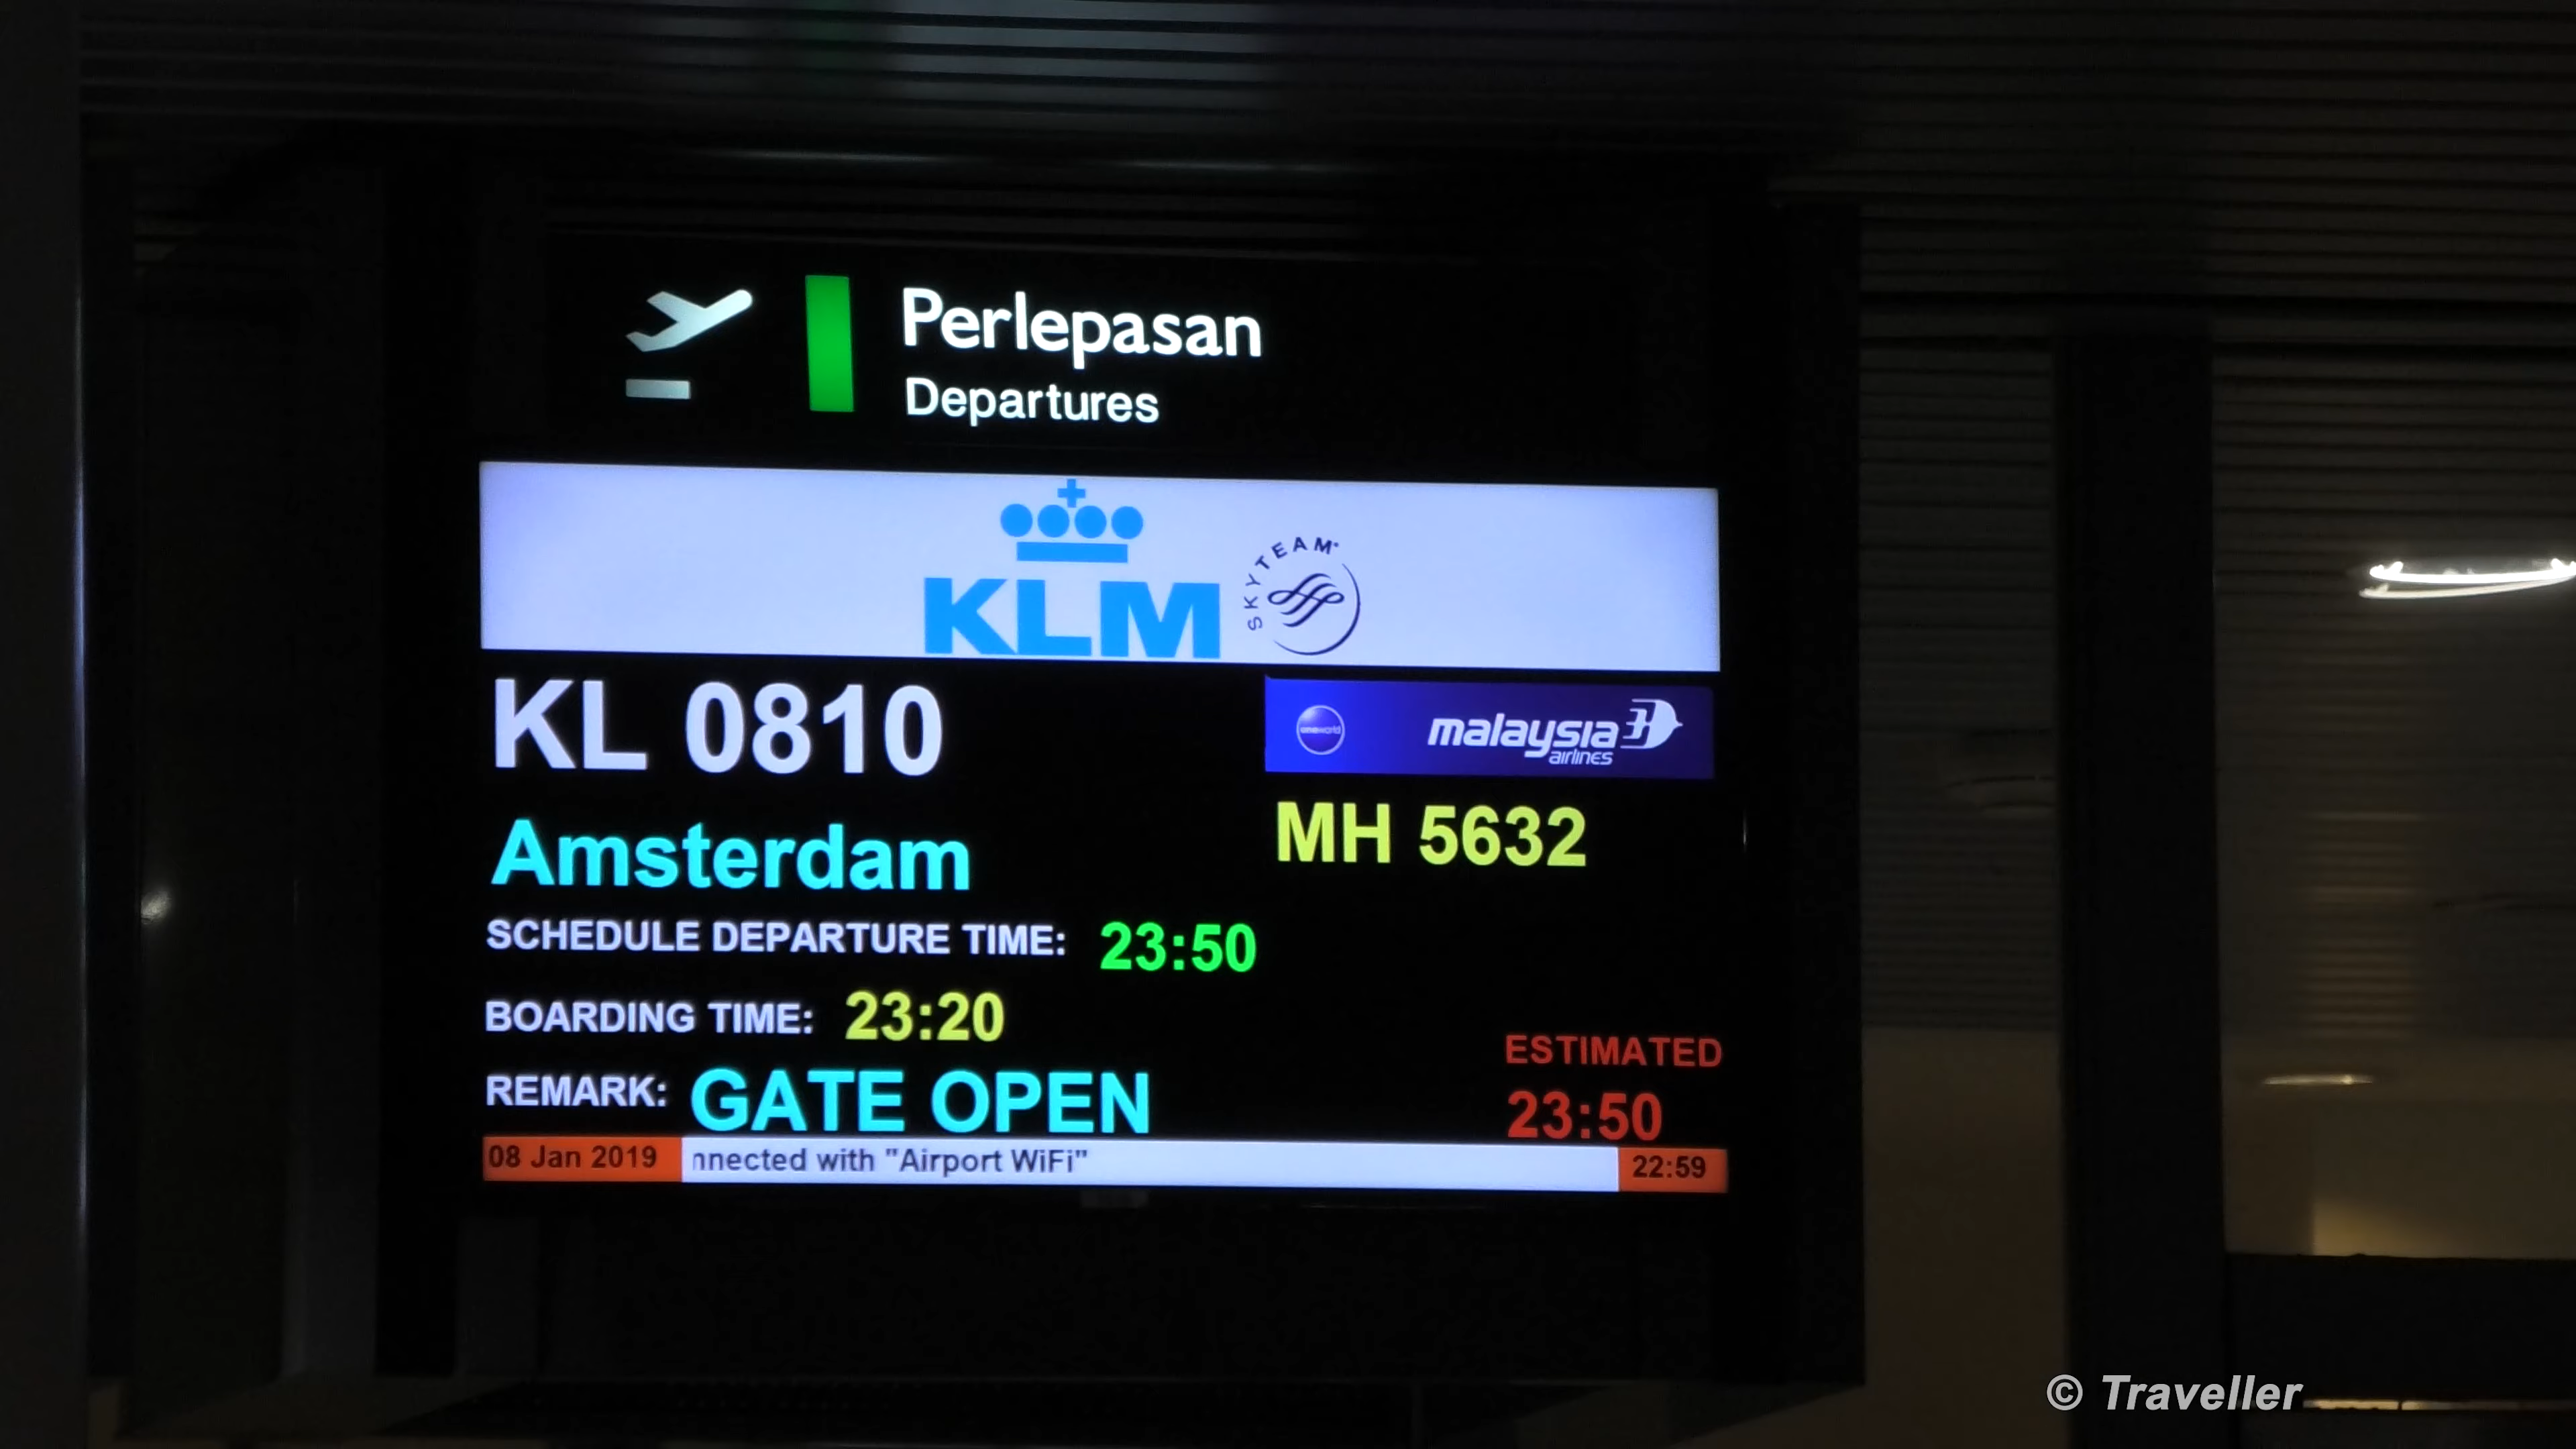 Perlepasan
Departures
KLM
SKYTEAM
KL 0810
oneworld
malaysia
airlines
Amsterdam
MH 5632
SCHEDULE DEPARTURE TIME: 23:50
BOARDING TIME: 23:20
ESTIMATED
REMARK: GATE OPEN
23:50
08 Jan 2019
nnected with "Airport WiFi"
22:59
© Traveller